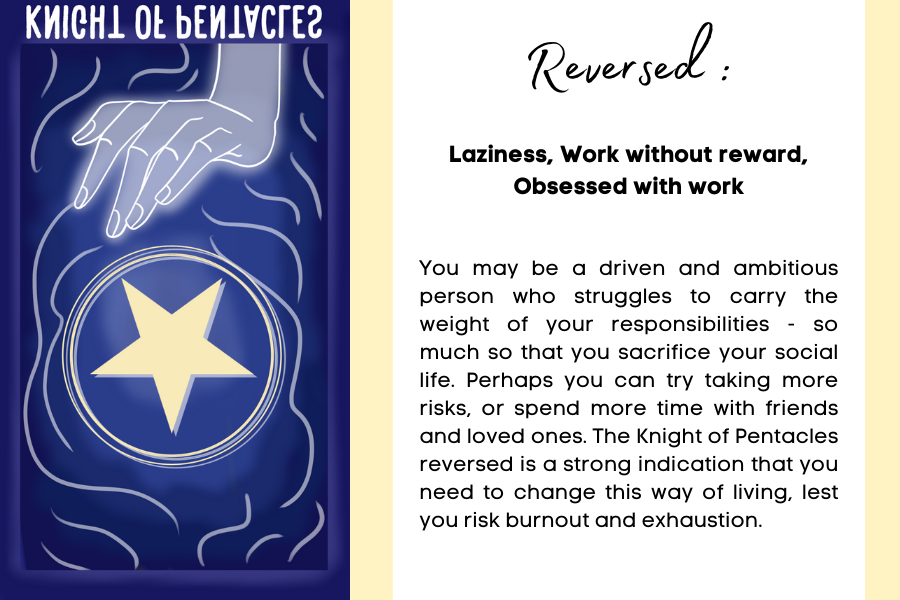 KNIGHT OF PENTACLES
Reversed :
Laziness, Work without reward,
Obsessed with work
You may be a driven and ambitious
person who struggles to carry the
weight of your responsibilities - so
much so that you sacrifice your social
life. Perhaps you can try taking more
risks, or spend more time with friends
and loved ones. The Knight of Pentacles
reversed is a strong indication that you
need to change this way of living, lest
you risk burnout and exhaustion.